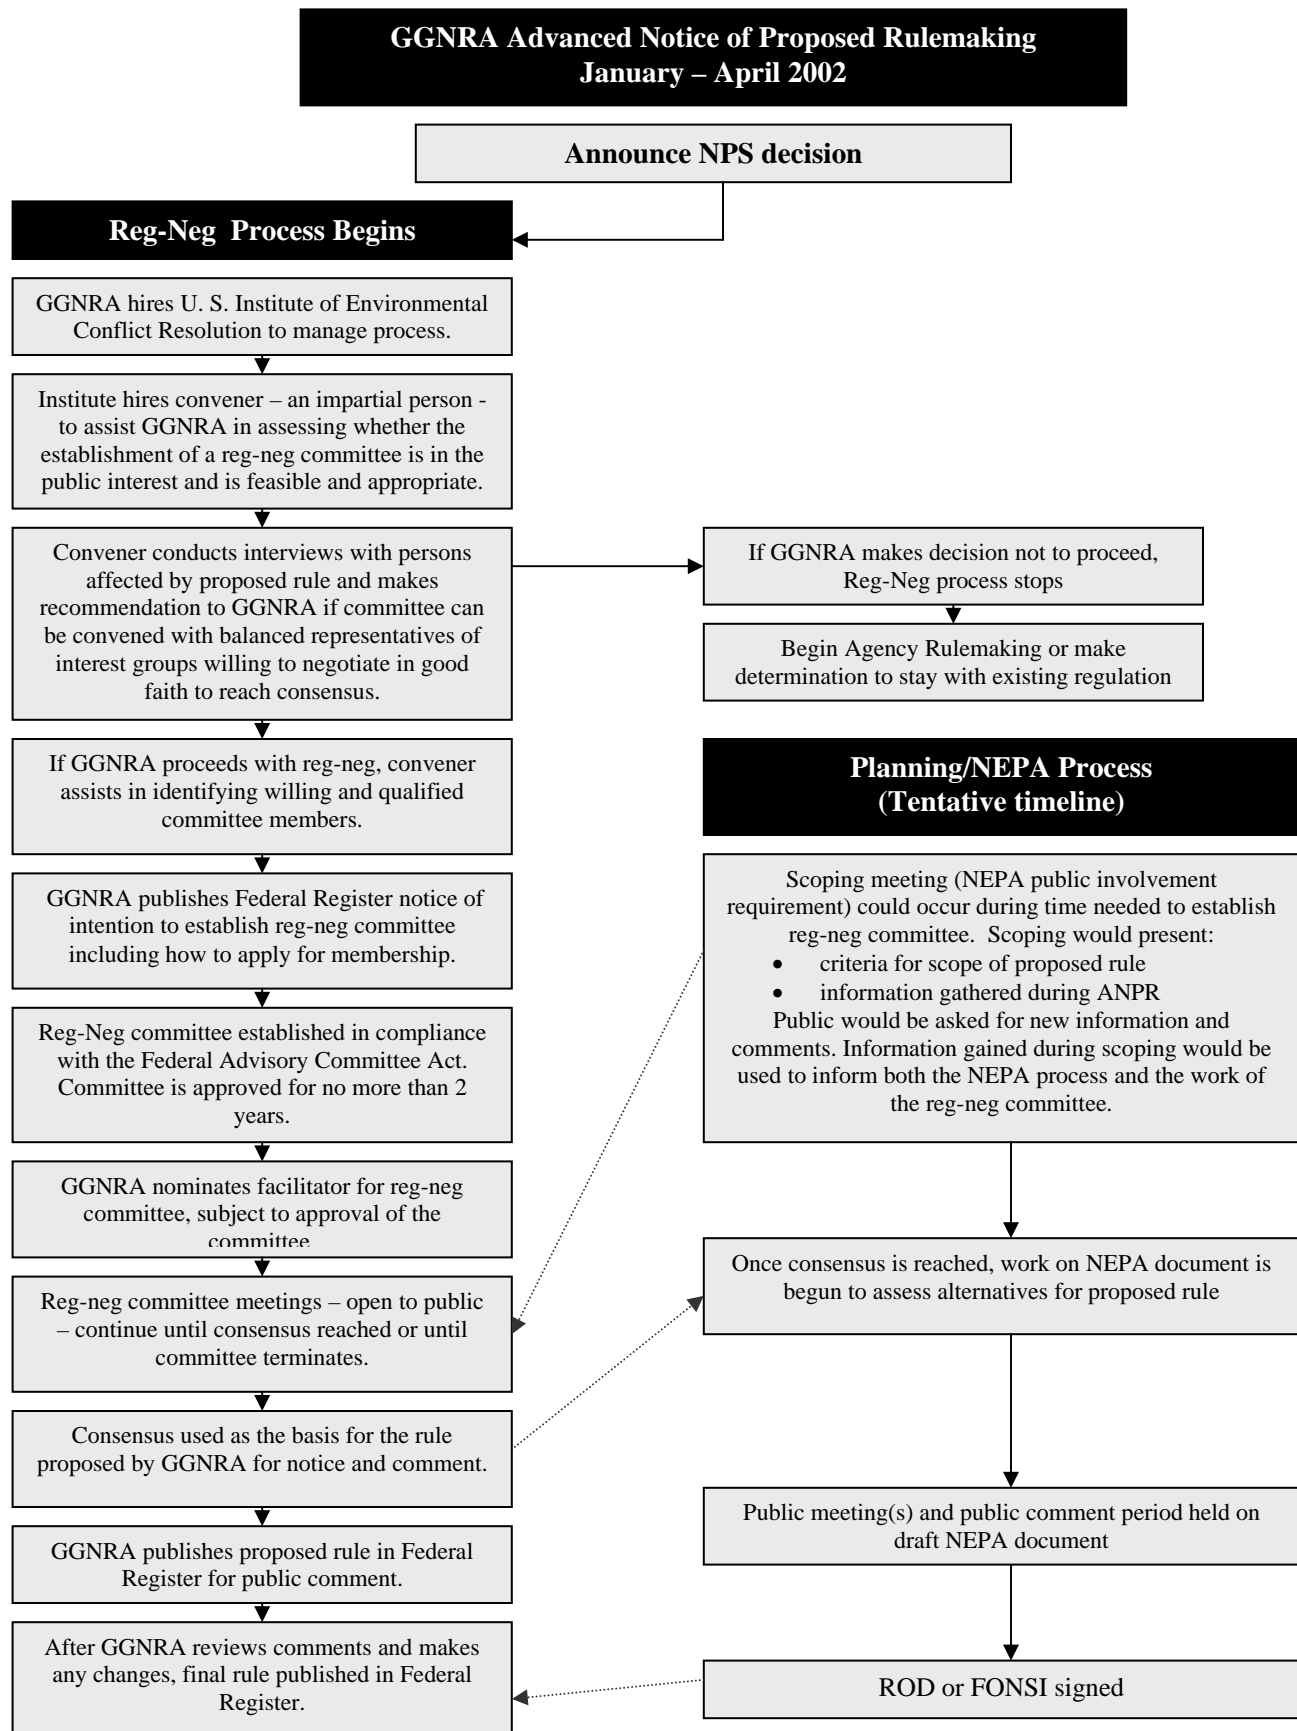 GGNRA Advanced Notice of Proposed Rulemaking
January – April 2002
Announce NPS decision
Reg-Neg  Process Begins
GGNRA hires U. S. Institute of Environmental
Conflict Resolution to manage process.
Institute hires convener – an impartial person -
to assist GGNRA in assessing whether the
establishment of a reg-neg committee is in the
public interest and is feasible and appropriate.
Convener conducts interviews with persons
affected by proposed rule and makes
recommendation to GGNRA if committee can
be convened with balanced representatives of
interest groups willing to negotiate in good
faith to reach consensus.
If GGNRA makes decision not to proceed,
Reg-Neg process stops
Begin Agency Rulemaking or make
determination to stay with existing regulation
If GGNRA proceeds with reg-neg, convener
assists in identifying willing and qualified
committee members.
GGNRA publishes Federal Register notice of
intention to establish reg-neg committee
including how to apply for membership.
Reg-Neg committee established in compliance
with the Federal Advisory Committee Act.
Committee is approved for no more than 2
years.
GGNRA nominates facilitator for reg-neg
committee, subject to approval of the
committee
Reg-neg committee meetings – open to public
– continue until consensus reached or until
committee terminates.
Consensus used as the basis for the rule
proposed by GGNRA for notice and comment.
GGNRA publishes proposed rule in Federal
Register for public comment.
After GGNRA reviews comments and makes
any changes, final rule published in Federal
Register.
Planning/NEPA Process
(Tentative timeline)
Scoping meeting (NEPA public involvement
requirement) could occur during time needed to establish
reg-neg committee.  Scoping would present:
• criteria for scope of proposed rule
• information gathered during ANPR
Public would be asked for new information and
comments. Information gained during scoping would be
used to inform both the NEPA process and the work of
the reg-neg committee.
Once consensus is reached, work on NEPA document is
begun to assess alternatives for proposed rule
Public meeting(s) and public comment period held on
draft NEPA document
ROD or FONSI signed